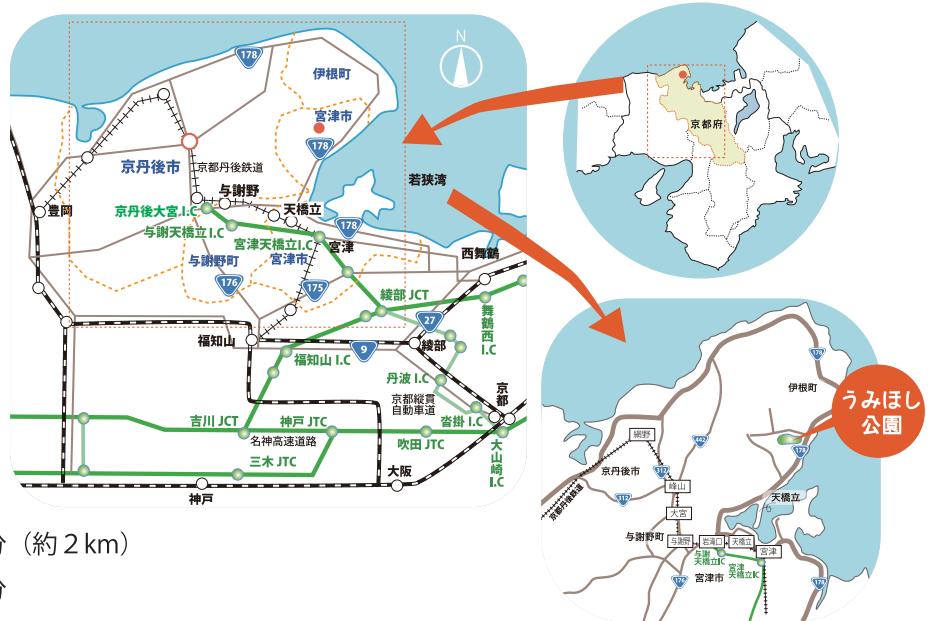 178
N
伊根町
宮津市
178
京丹後市
京都丹後鉄道
与謝野
若狭湾
豊岡
京丹後大宮I.C
天橋立
178
与謝天橋立I.C
宮津天橋立I.C
宮津
西舞鶴
与謝野町
宮津市
176
175
綾部JCT
舞鶴西I.C
27
福知山
綾部
9
福知山I.C
丹波I.C
京都
京都縦貫
自動車道
吉川JCT
神戸JTC
沓掛I.C
名神高速道路
吹田JTC
大山崎I.C
三木JTC
大阪
神戸
分（約2km）
分
京都府
178
伊根町
うみほし
公園
網野
442
178
京丹後市
312
京都丹後鉄道
312
峰山
天橋立
大宮
与謝野町
与謝野
岩滝口
天橋立
宮津
与謝
天橋立IC
宮津
天橋立IC
176
宮津市
178